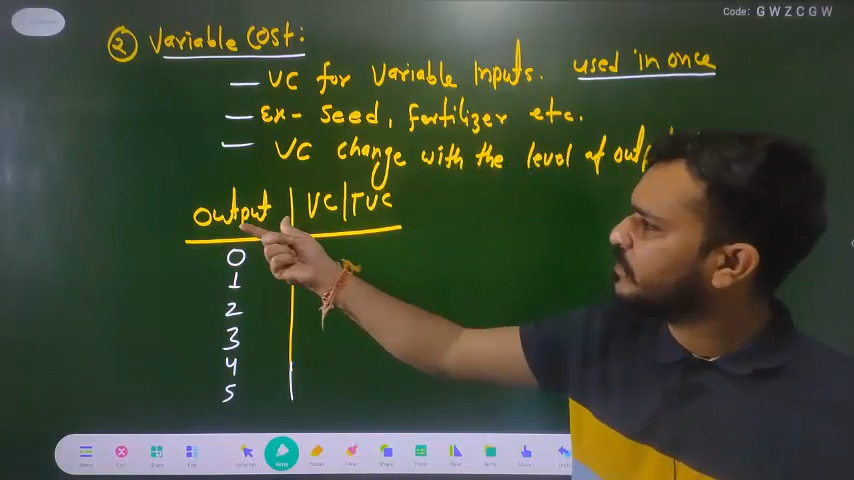 Code: G W Z C G W
② Variable Cost:
— VC for Variable Inputs. used in once
— Ex- Seed, fertilizer etc.
— VC change with the level of
Output | VC/TVC
0
1
2
3
4
5
Menu